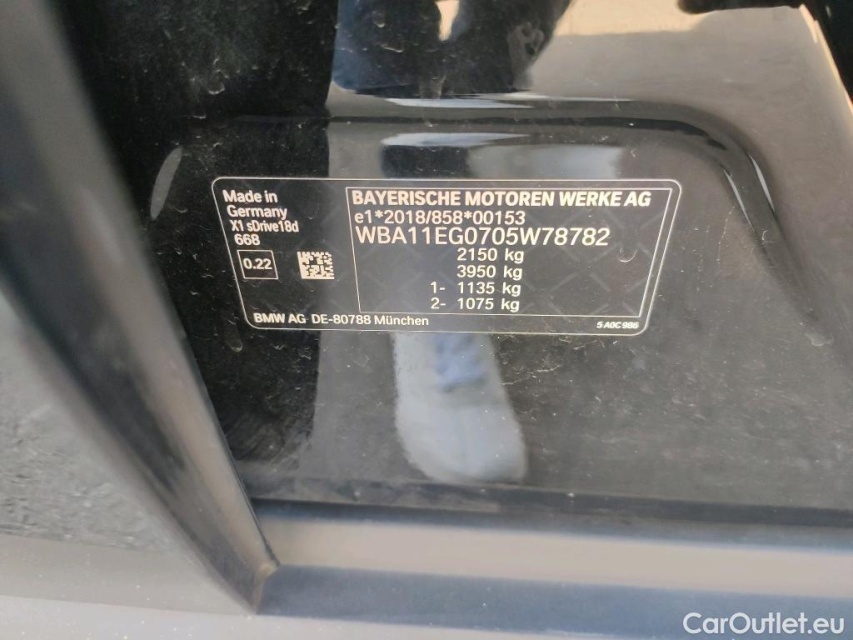 Made in
Germany
X1 sDrive18d
668
0.22
BAYERISCHE MOTOREN WERKE AG
e1*2018/858*00153
WBA11EG0705W78782
2150 kg
3950 kg
1- 1135 kg
2- 1075 kg
BMW AG DE-80788 München
5 A0C 9B6
CarOutlet.eu